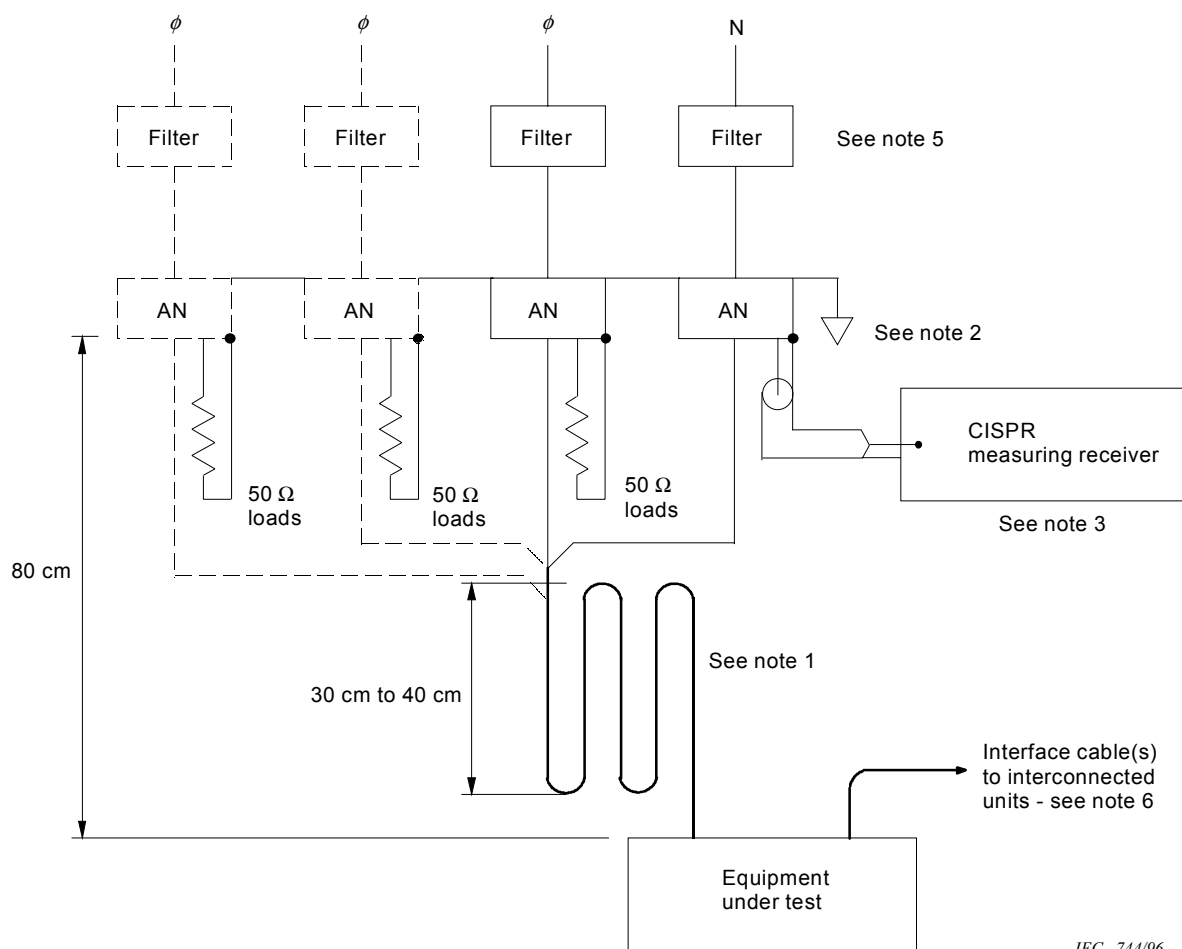 ϕ ϕ ϕ N
Filter Filter Filter Filter See note 5
AN AN AN AN
See note 2
CISPR
measuring receiver
50 Ω
loads
50 Ω
loads
50 Ω
loads
See note 3
80 cm
See note 1
30 cm to 40 cm
Interface cable(s)
to interconnected
units - see note 6
Equipment
under test
IEC 744/96